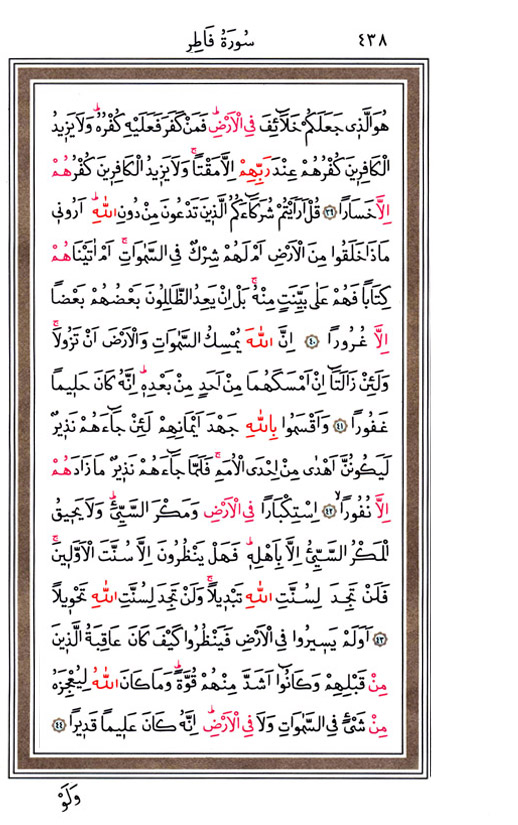 ٤٣٨ سُورَةُ فَاطِرٍ
هُوَ الَّذِى جَعَلَكُمْ خَلَٓائِفَ فِى الْاَرْضِۜ فَمَنْ كَفَرَ فَعَلَيْهِ كُفْرُهُۜ وَلَا يَزِيدُ
الْكَافِرِينَ كُفْرُهُمْ عِنْدَ رَبِّهِمْ اِلَّا مَقْتًاۚ وَلَا يَزِيدُ الْكَافِرِينَ كُفْرُهُمْ
اِلَّا خَسَارًا ﴿٣٩﴾ قُلْ اَرَاَيْتُمْ شُرَكَٓاءَكُمُ الَّذِينَ تَدْعُونَ مِنْ دُونِ اللّٰهِۜ اَرُونِى
مَاذَا خَلَقُوا مِنَ الْاَرْضِ اَمْ لَهُمْ شِرْكٌ فِى السَّمٰوَاتِۚ اَمْ اٰتَيْنَاهُمْ
كِتَابًا فَهُمْ عَلٰى بَيِّنَتٍ مِنْهُۚ بَلْ اِنْ يَعِدُ الظَّالِمُونَ بَعْضُهُمْ بَعْضًا
اِلَّا غُرُورًا ﴿٤٠﴾ اِنَّ اللّٰهَ يُمْسِكُ السَّمٰوَاتِ وَالْاَرْضَ اَنْ تَزُولَاۚ
وَلَئِنْ زَالَتَٓا اِنْ اَمْسَكَهُمَا مِنْ اَحَدٍ مِنْ بَعْدِهِۜ اِنَّهُ كَانَ حَلِيمًا
غَفُورًا ﴿٤١﴾ وَاَقْسَمُوا بِاللّٰهِ جَهْدَ اَيْمَانِهِمْ لَئِنْ جَٓاءَهُمْ نَذِيرٌ
لَيَكُونُنَّ اَهْدٰى مِنْ اِحْدَى الْاُمَمِۚ فَلَمَّا جَٓاءَهُمْ نَذِيرٌ مَا زَادَهُمْ
اِلَّا نُفُورًاۙ ﴿٤٢﴾ اِسْتِكْبَارًا فِى الْاَرْضِ وَمَكْرَ السَّيِّئِۜ وَلَا يَحِيقُ
الْمَكْرُ السَّيِّئُ اِلَّا بِاَهْلِهِۜ فَهَلْ يَنْظُرُونَ اِلَّا سُنَّتَ الْاَوَّلِينَۚ
فَلَنْ تَجِدَ لِسُنَّتِ اللّٰهِ تَبْدِيلًاۚ وَلَنْ تَجِدَ لِسُنَّتِ اللّٰهِ تَحْوِيلًا
﴿٤٣﴾ اَوَلَمْ يَسِيرُوا فِى الْاَرْضِ فَيَنْظُرُوا كَيْفَ كَانَ عَاقِبَةُ الَّذِينَ
مِنْ قَبْلِهِمْ وَكَانُٓوا اَشَدَّ مِنْهُمْ قُوَّةًۜ وَمَا كَانَ اللّٰهُ لِيُعْجِزَهُ
مِنْ شَىْءٍ فِى السَّمٰوَاتِ وَلَا فِى الْاَرْضِۜ اِنَّهُ كَانَ عَلِيمًا قَدِيرًا ﴿٤٤﴾
وَلَوْ